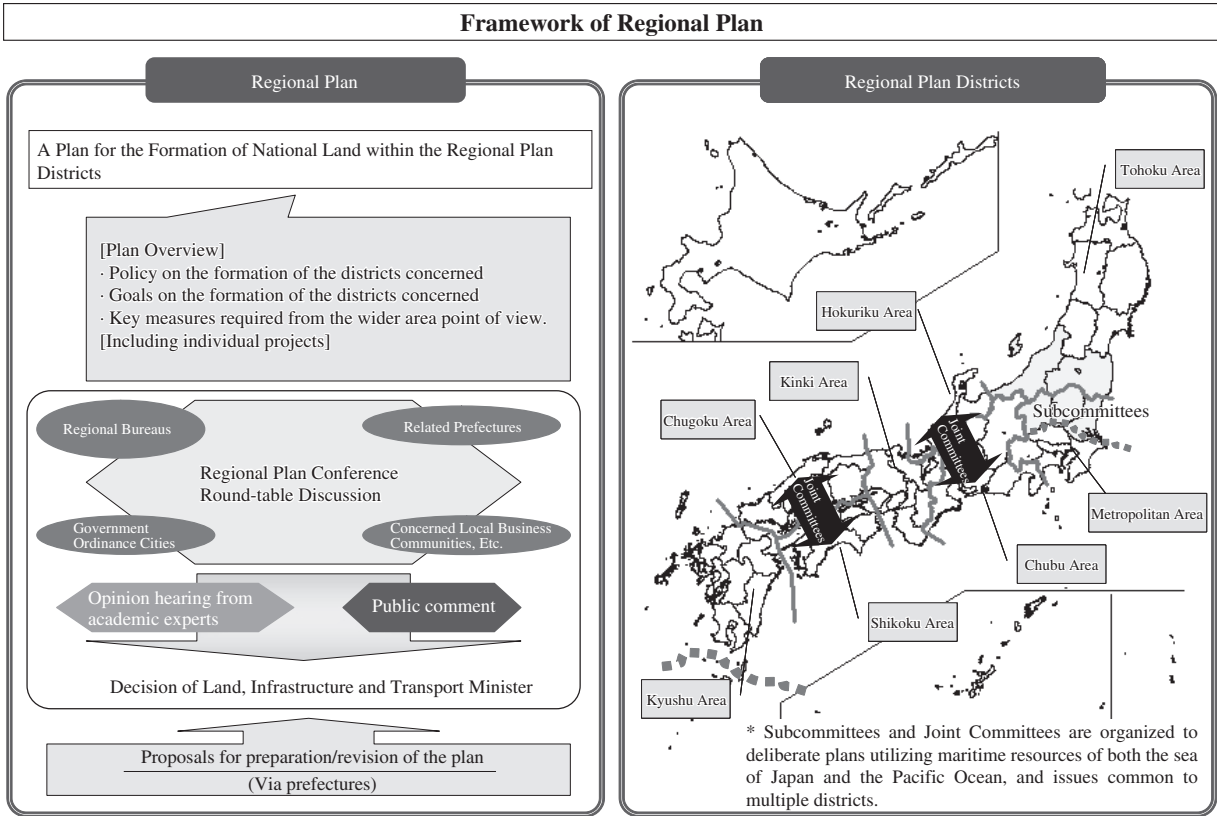 Framework of Regional Plan
Regional Plan
A Plan for the Formation of National Land within the Regional Plan
Districts
[Plan Overview]
· Policy on the formation of the districts concerned
· Goals on the formation of the districts concerned
· Key measures required from the wider area point of view.
[Including individual projects]
Regional Bureaus
Related Prefectures
Regional Plan Conference
Round-table Discussion
Government
Ordinance Cities
Concerned Local Business
Communities, Etc.
Opinion hearing from
academic experts
Public comment
Decision of Land, Infrastructure and Transport Minister
Proposals for preparation/revision of the plan
(Via prefectures)
Regional Plan Districts
Tohoku Area
Hokuriku Area
Kinki Area
Chugoku Area
Subcommittees
Joint
Committees
Joint
Committees
Metropolitan Area
Chubu Area
Shikoku Area
Kyushu Area
* Subcommittees and Joint Committees are organized to
deliberate plans utilizing maritime resources of both the sea
of Japan and the Pacific Ocean, and issues common to
multiple districts.